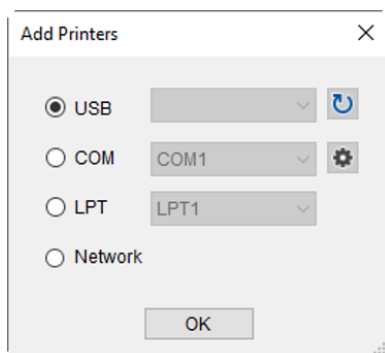 Add Printers
USB
COM COM1
LPT LPT1
Network
OK